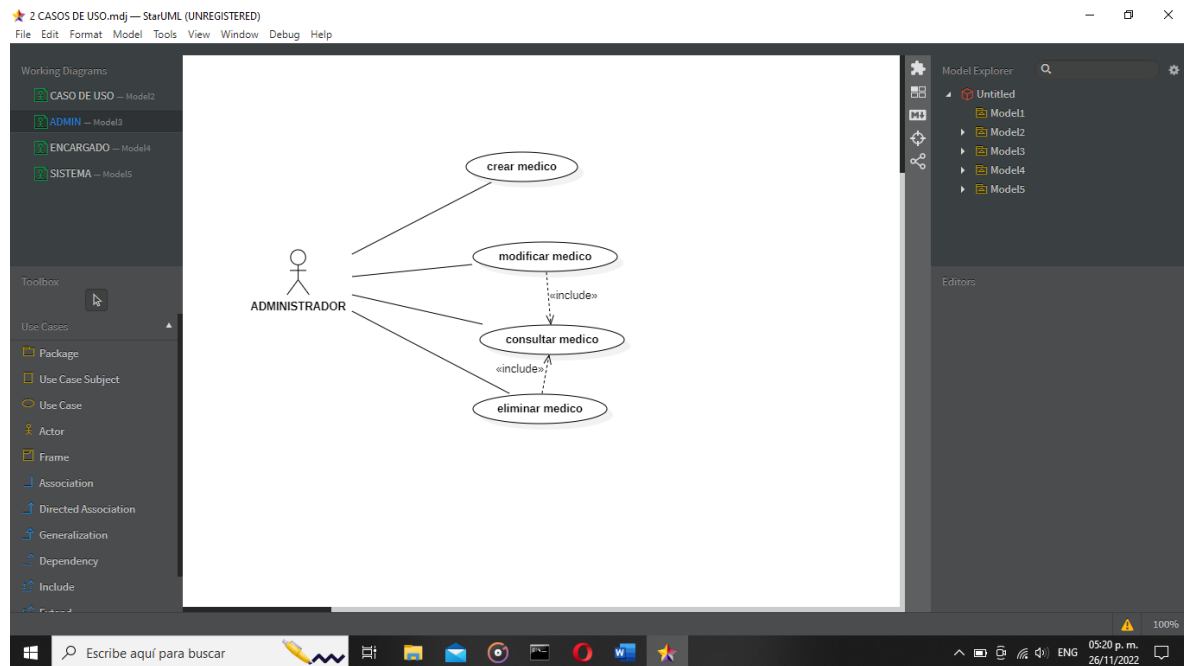 2 CASOS DE USO.mdj — StarUML (UNREGISTERED)
File Edit Format Model Tools View Window Debug Help
Working Diagrams
CASO DE USO — Model2
ADMIN — Model3
ENCARGADO — Model4
SISTEMA — Model5
Toolbox
Use Cases
Package
Use Case Subject
Use Case
Actor
Frame
Association
Directed Association
Generalization
Dependency
Include
Extend
crear medico
modificar medico
«include»
ADMINISTRADOR
consultar medico
«include»
eliminar medico
Model Explorer
Untitled
Model1
Model2
Model3
Model4
Model5
Editors
100%
Escribe aquí para buscar
ENG
05:20 p. m.
26/11/2022